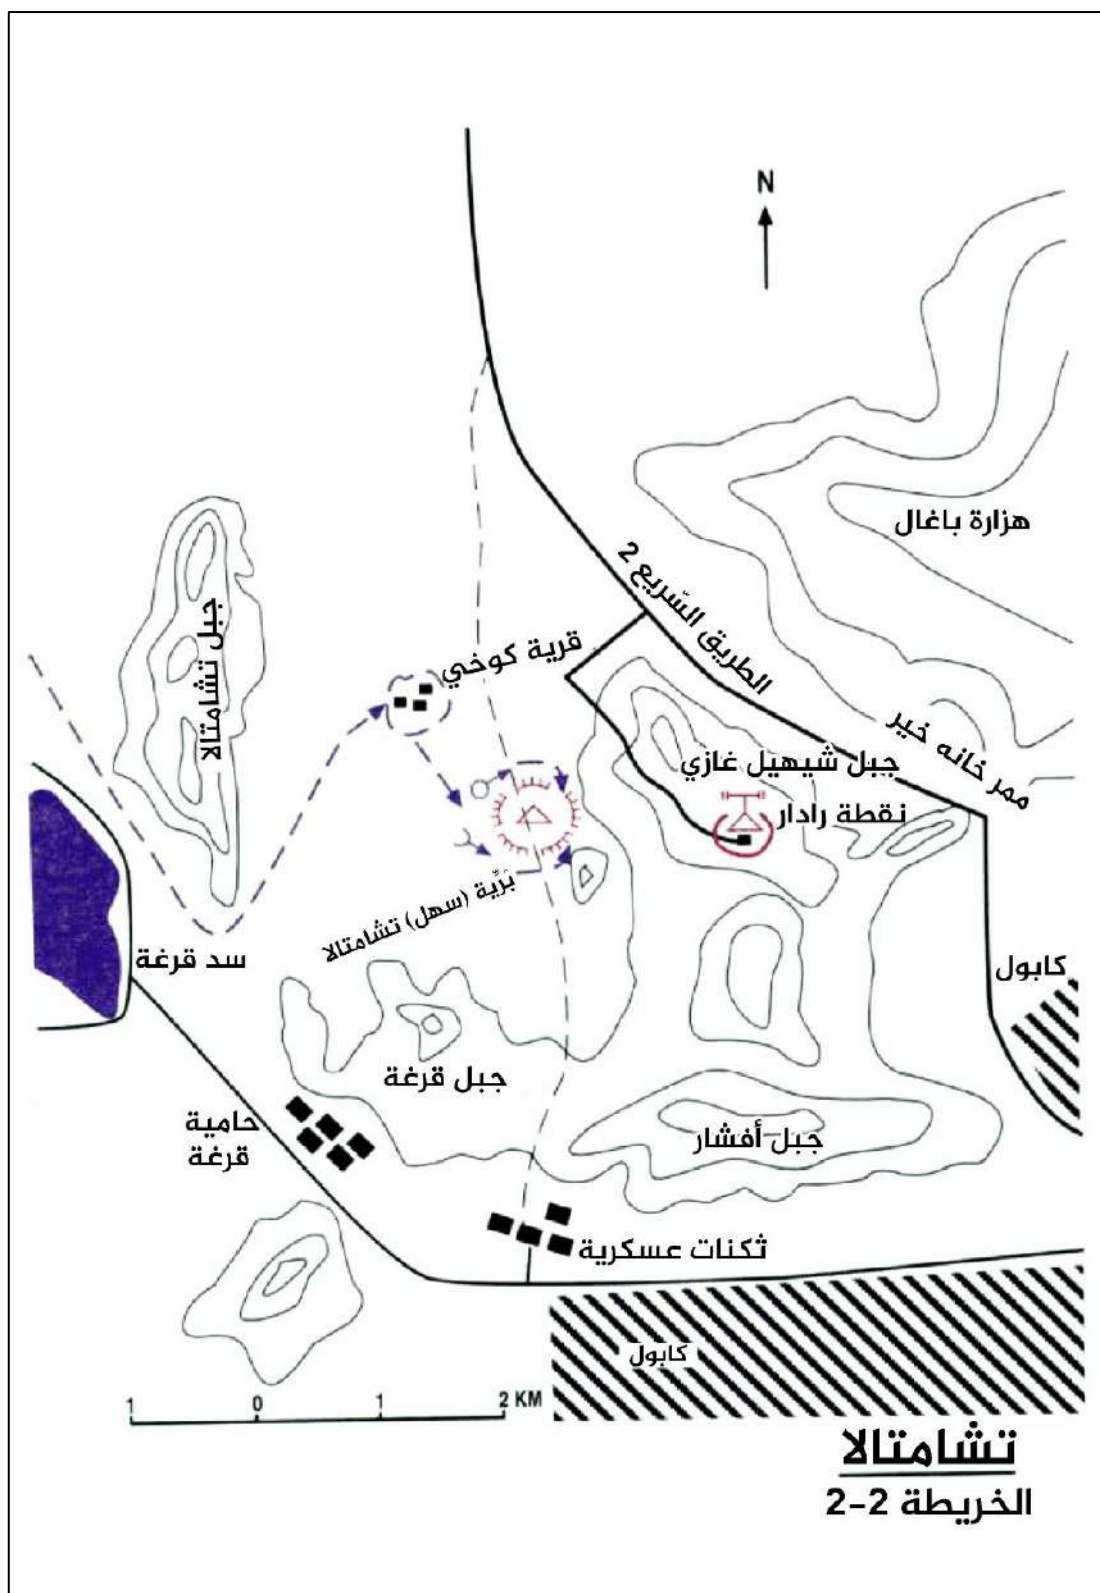 N
هزارة باغال
الطريق السّريع 2
جبل تشامتالا
قرية كوخي
ممر خانه خير
جبل شيهيل غازي
نقطة رادار
بَرِّيّة (سهل) تشامتالا
سد قرغة
كابول
جبل قرغة
حامية
قرغة
جبل أفشار
ثكنات عسكرية
كابول
1 0 1 2 KM
تشامتالا
الخريطة 2-2